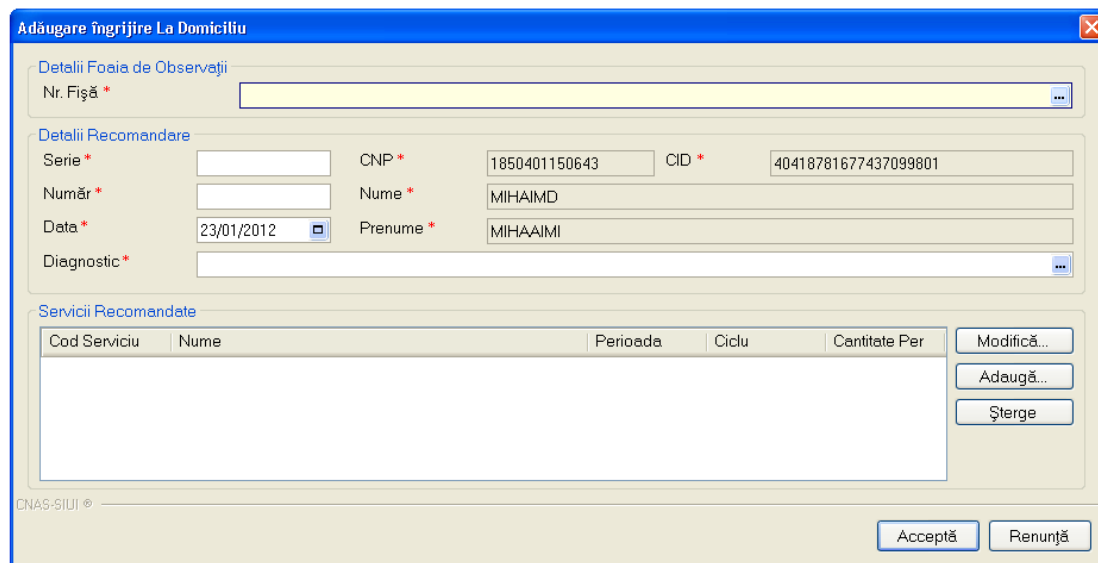 Adăugare îngrijire La Domiciliu
Detalii Foaia de Observaţii
Nr. Fişă *
...
Detalii Recomandare
Serie * CNP * 1850401150643 CID * 40418781677437099801
Număr * Nume * MIHAIMD
Data * 23/01/2012 Prenume * MIHAAIMI
Diagnostic * ...
Servicii Recomandate
Cod Serviciu Nume Perioada Ciclu Cantitate Per Modifică...
Adaugă...
Şterge
CNAS-SIUI ®
Acceptă Renunţă